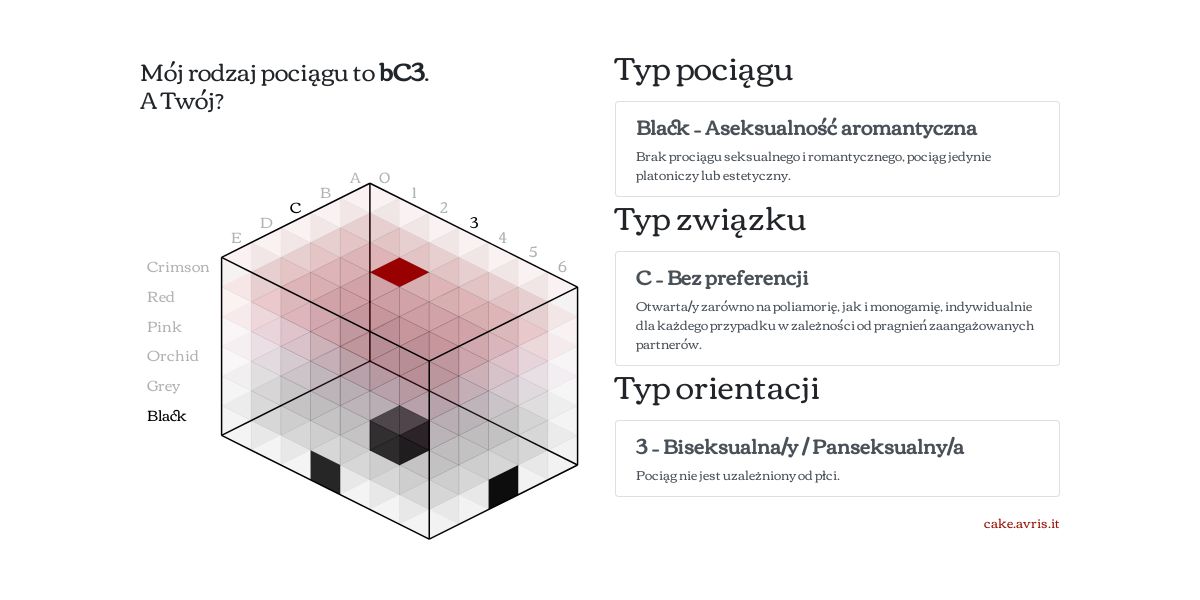 Mój rodzaj pociągu to bC3.
A Twój?
A
B
C
D
E
0
1
2
3
4
5
6
Crimson
Red
Pink
Orchid
Grey
Black
Typ pociągu
Black - Aseksualność aromantyczna
Brak prociągu seksualnego i romantycznego, pociąg jedynie
platoniczy lub estetyczny.
Typ związku
C - Bez preferencji
Otwarta/y zarówno na poliamorię, jak i monogamię, indywidualnie
dla każdego przypadku w zależności od pragnień zaangażowanych
partnerów.
Typ orientacji
3 - Biseksualna/y / Panseksualny/a
Pociąg nie jest uzależniony od płci.
cake.avris.it